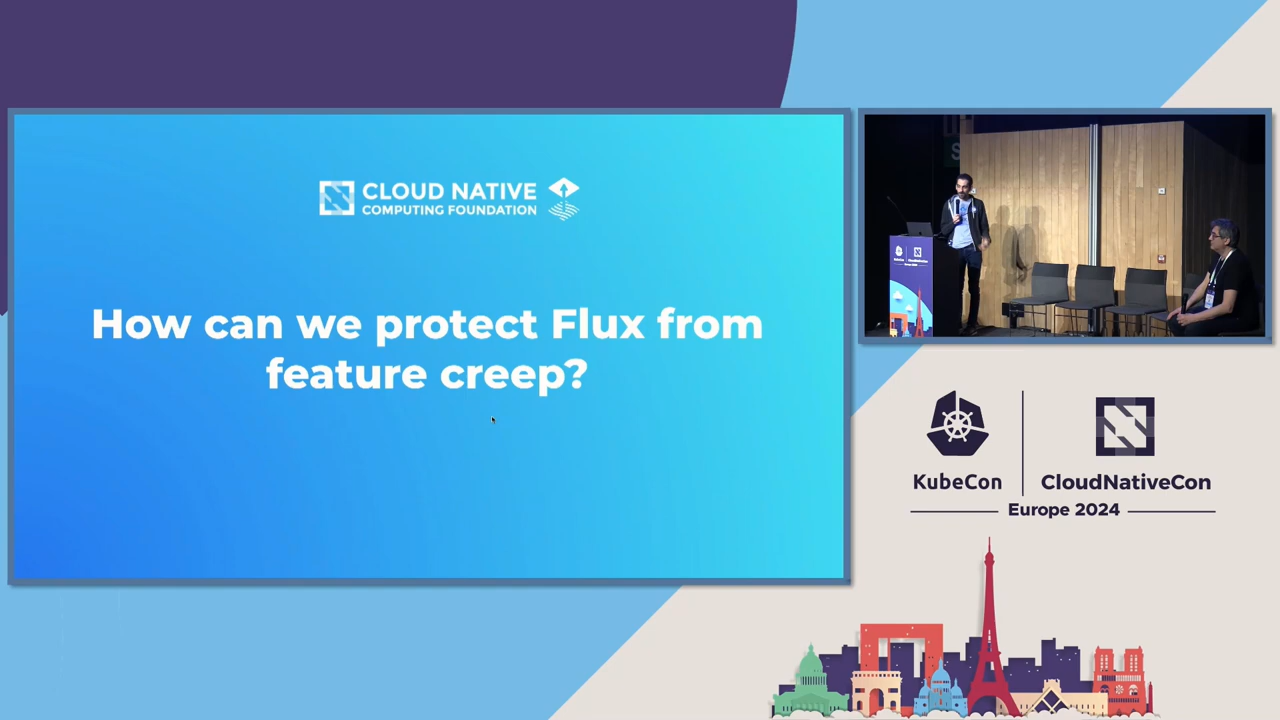 CLOUD NATIVE
COMPUTING FOUNDATION
How can we protect Flux from
feature creep?
KubeCon
CloudNativeCon
Europe 2024